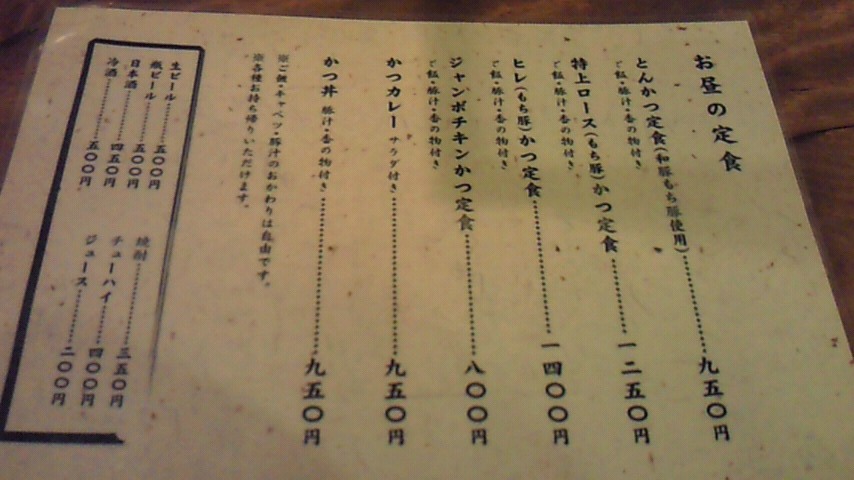 お昼の定食
とんかつ定食(和豚もち豚使用)………九五〇円
ご飯・豚汁・香の物付き
特上ロース(もち豚)かつ定食………一二五〇円
ご飯・豚汁・香の物付き
ヒレ(もち豚)かつ定食………一四〇〇円
ご飯・豚汁・香の物付き
ジャンボチキンかつ定食………八〇〇円
ご飯・豚汁・香の物付き
かつカレー サラダ付き………九五〇円
かつ丼 豚汁・香の物付き………九五〇円
※ご飯・キャベツ・豚汁のおかわりは自由です。
※各種お持ち帰りいただけます。
生ビール………五〇〇円
瓶ビール………五〇〇円
日本酒………四五〇円
冷酒………五〇〇円
焼酎………三五〇円
チューハイ………四〇〇円
ジュース………二〇〇円